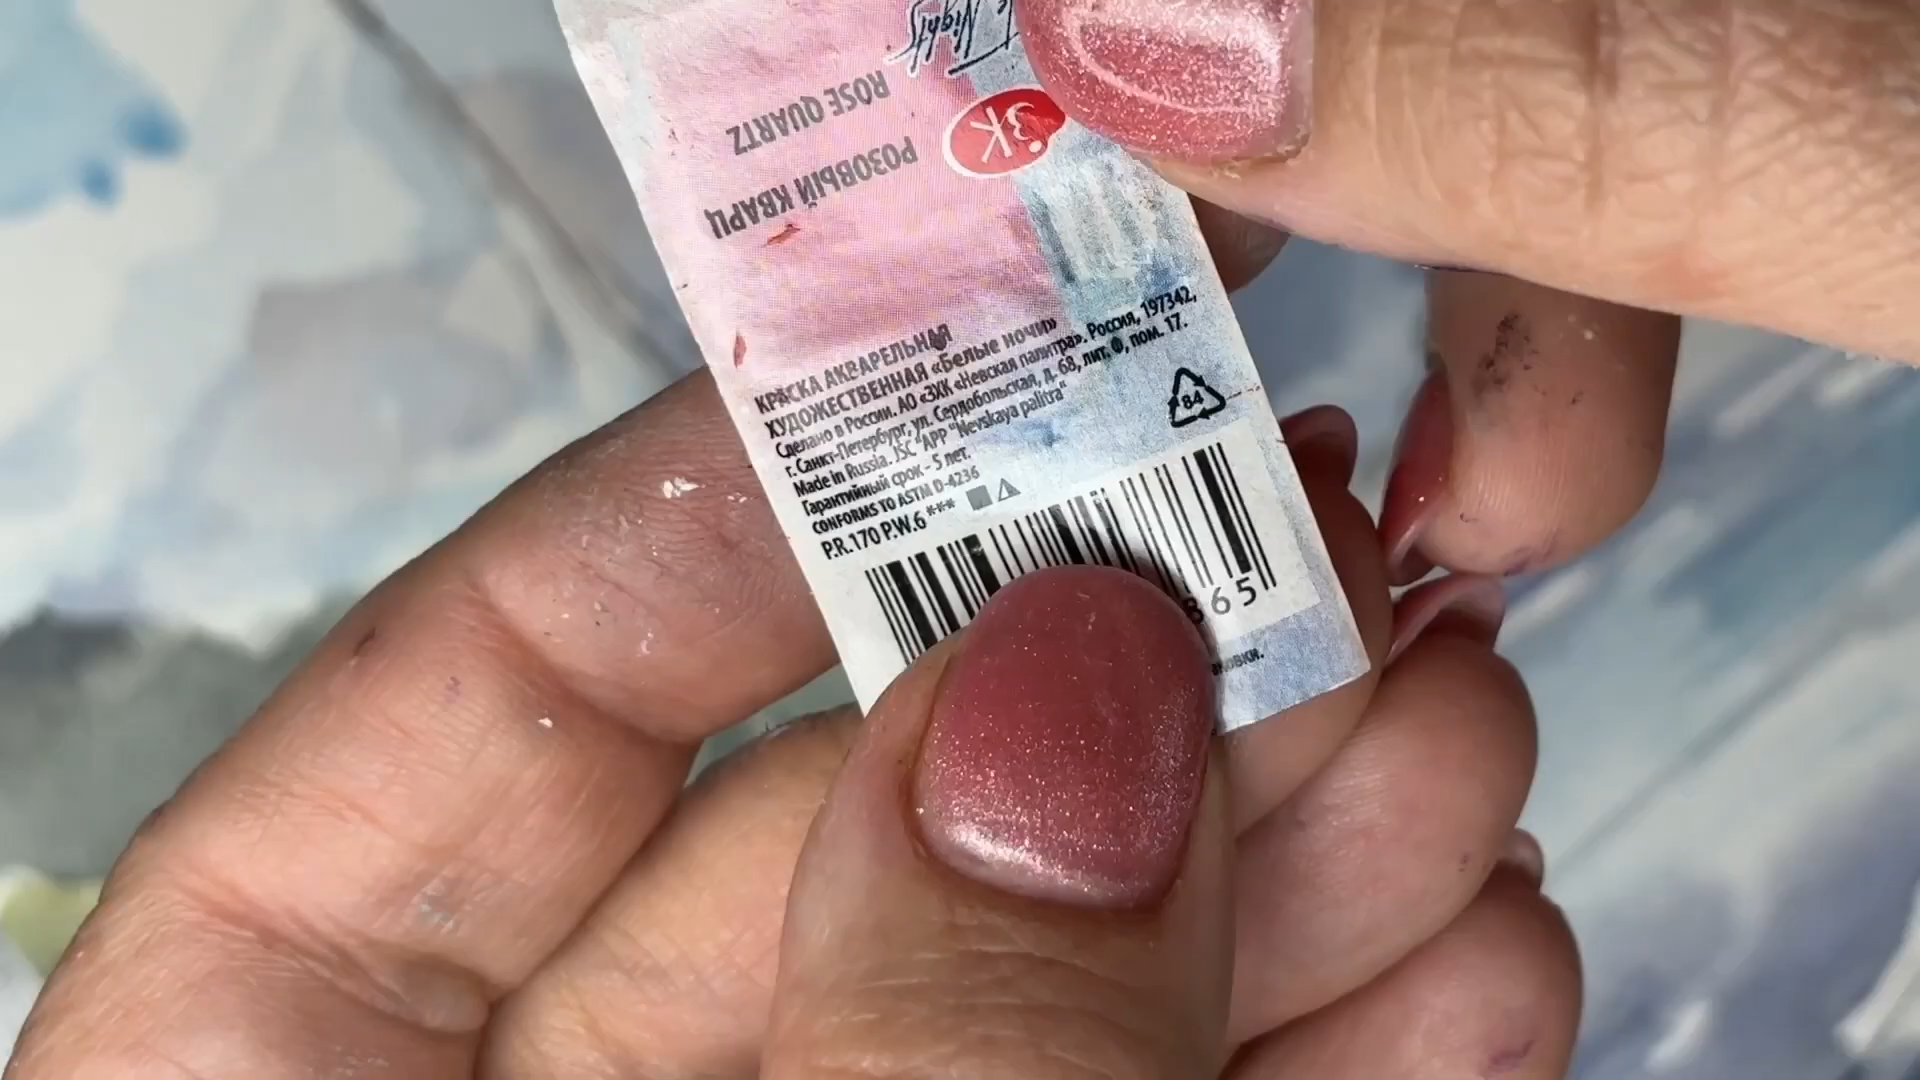 Nights
ЗК
ROSE QUARTZ
РОЗОВЫЙ КВАРЦ
КРАСКА АКВАРЕЛЬНАЯ
ХУДОЖЕСТВЕННАЯ «Белые ночи»
Сделано в России. АО «ЗХК «Невская палитра». Россия, 197342,
г. Санкт-Петербург, ул. Сердобольская, д. 68, лит. Ф, пом. 17.
Made in Russia. JSC "APP "Nevskaya palitra"
Гарантийный срок - 5 лет.
CONFORMS TO ASTM D-4236
P.R.170 P.W.6***
84
865